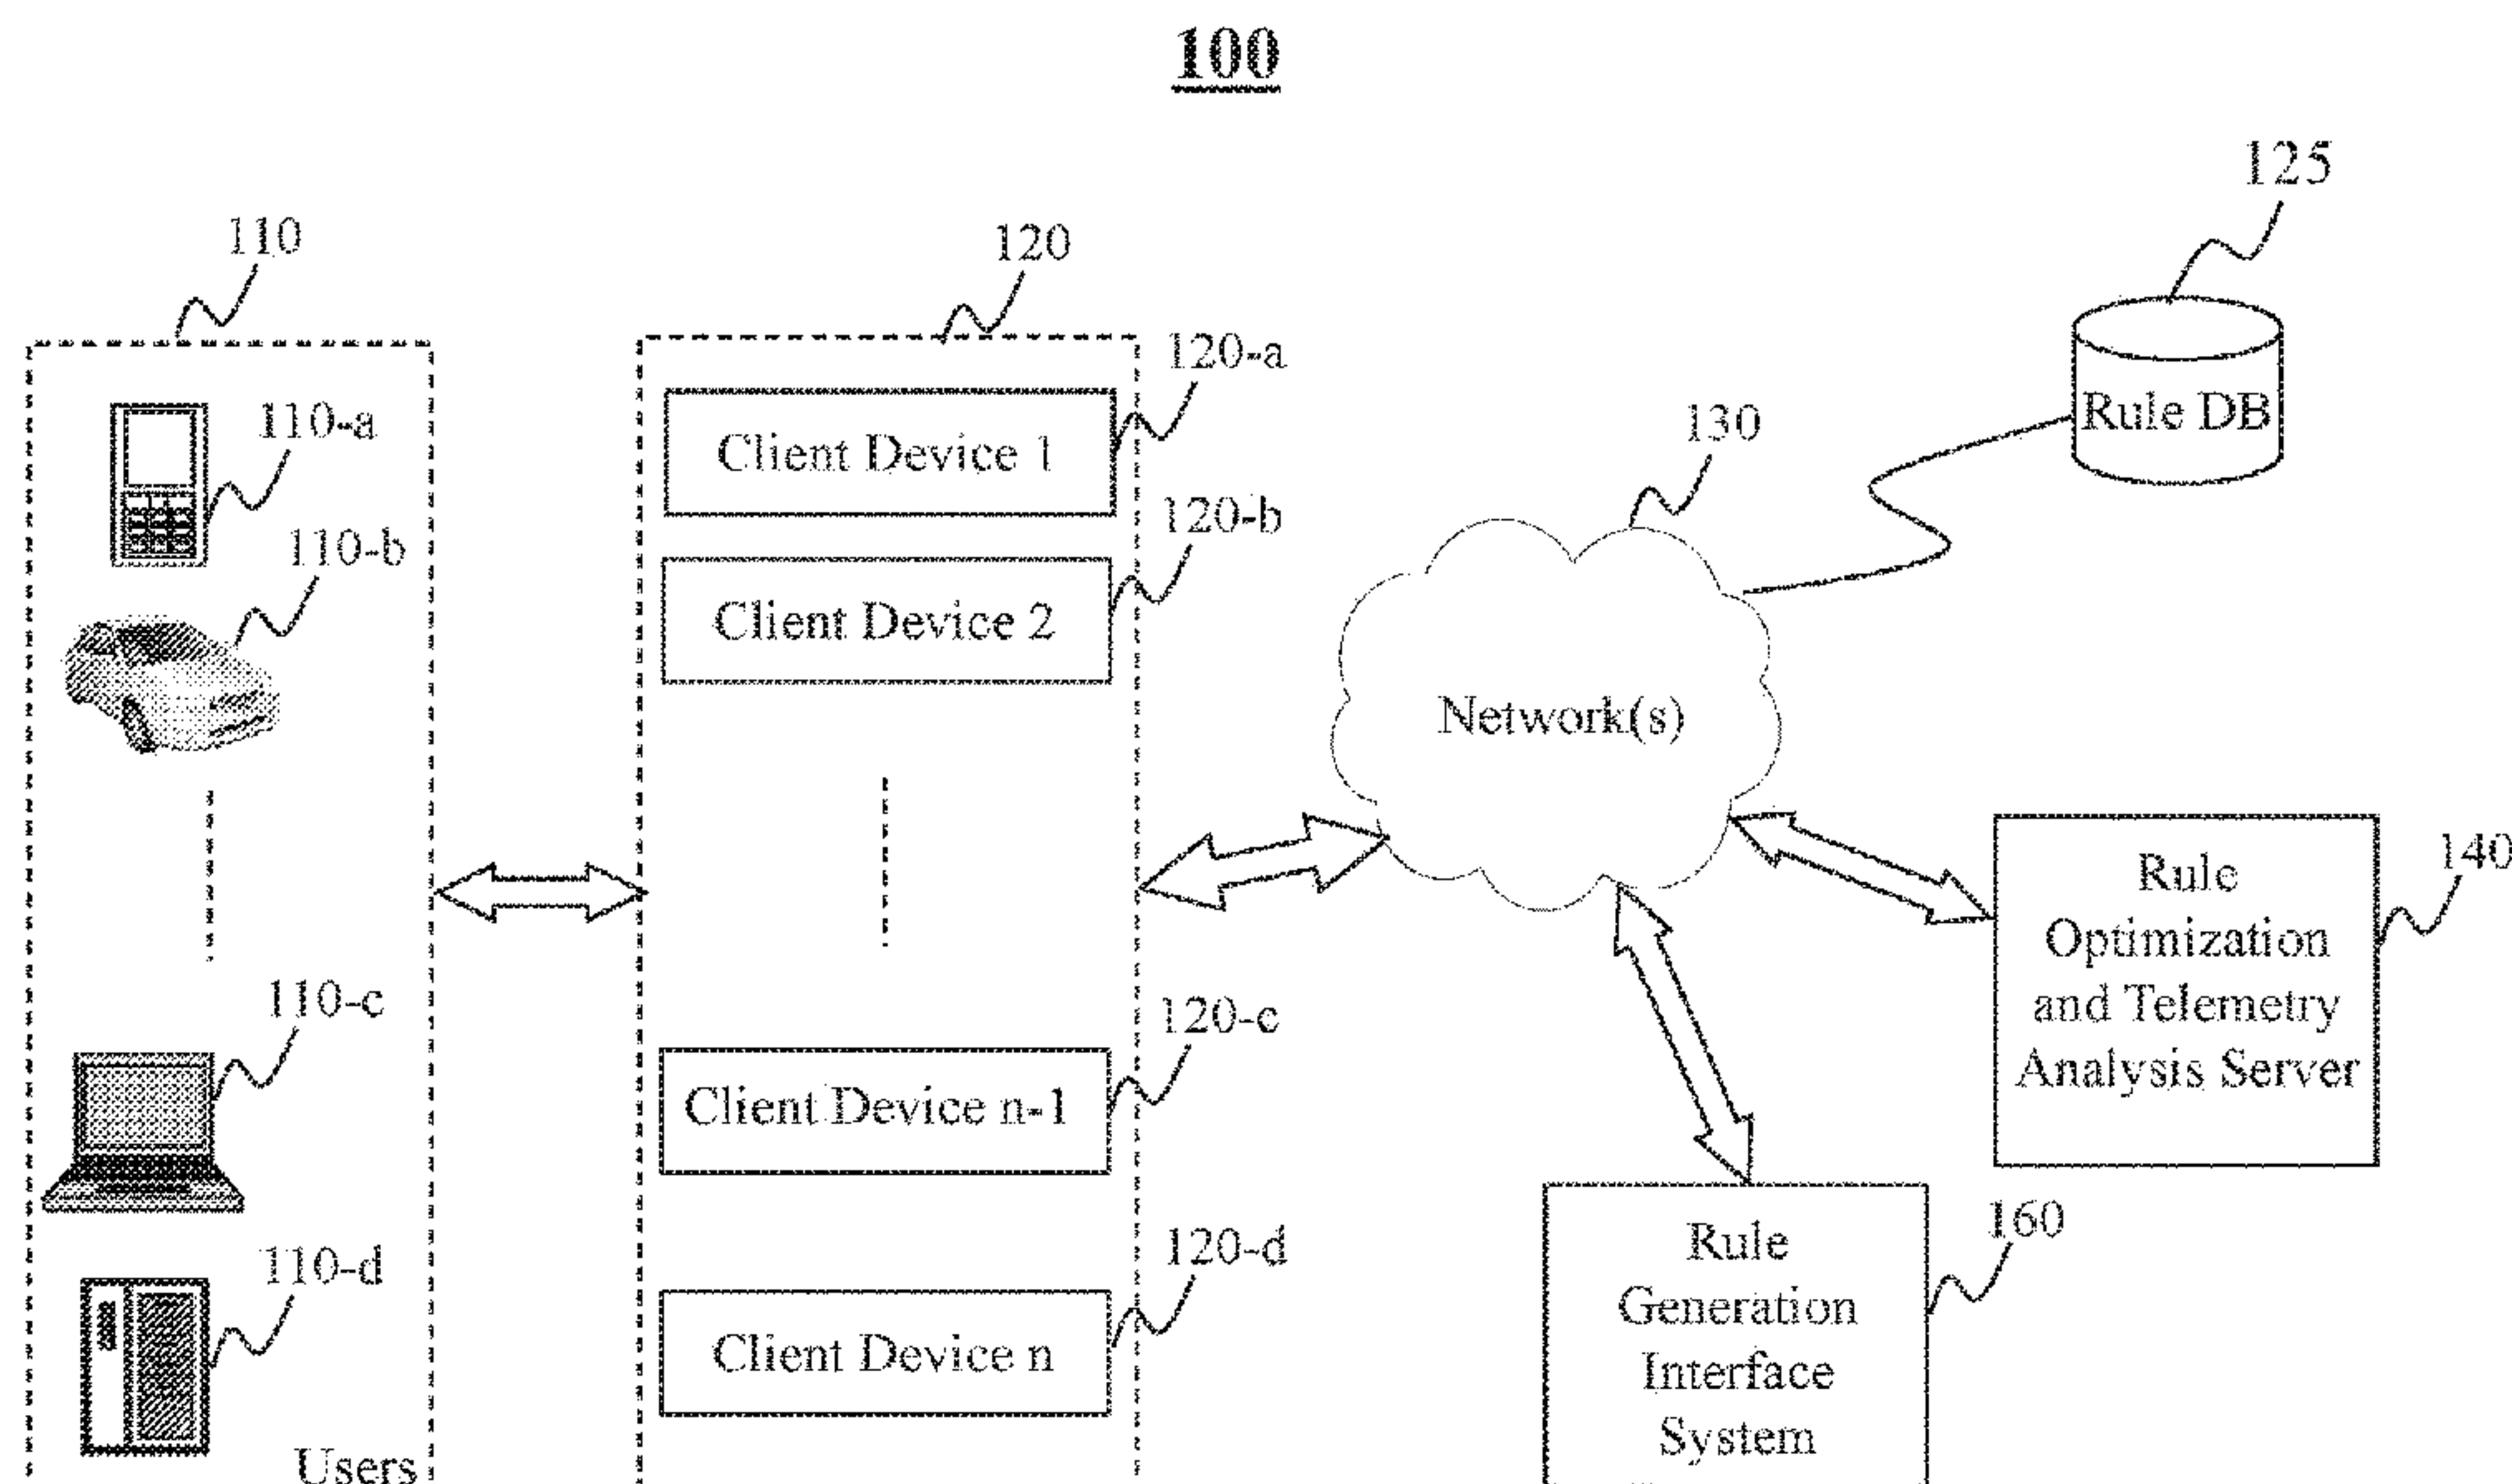 100
125
110
120
120-a
110-a
Client Device 1
130
Rule DB
120-b
110-b
Client Device 2
Network(s)
140
Rule
Optimization
and Telemetry
Analysis Server
110-c
120-c
Client Device n-1
160
Rule
Generation
Interface
System
110-d
120-d
Client Device n
Users